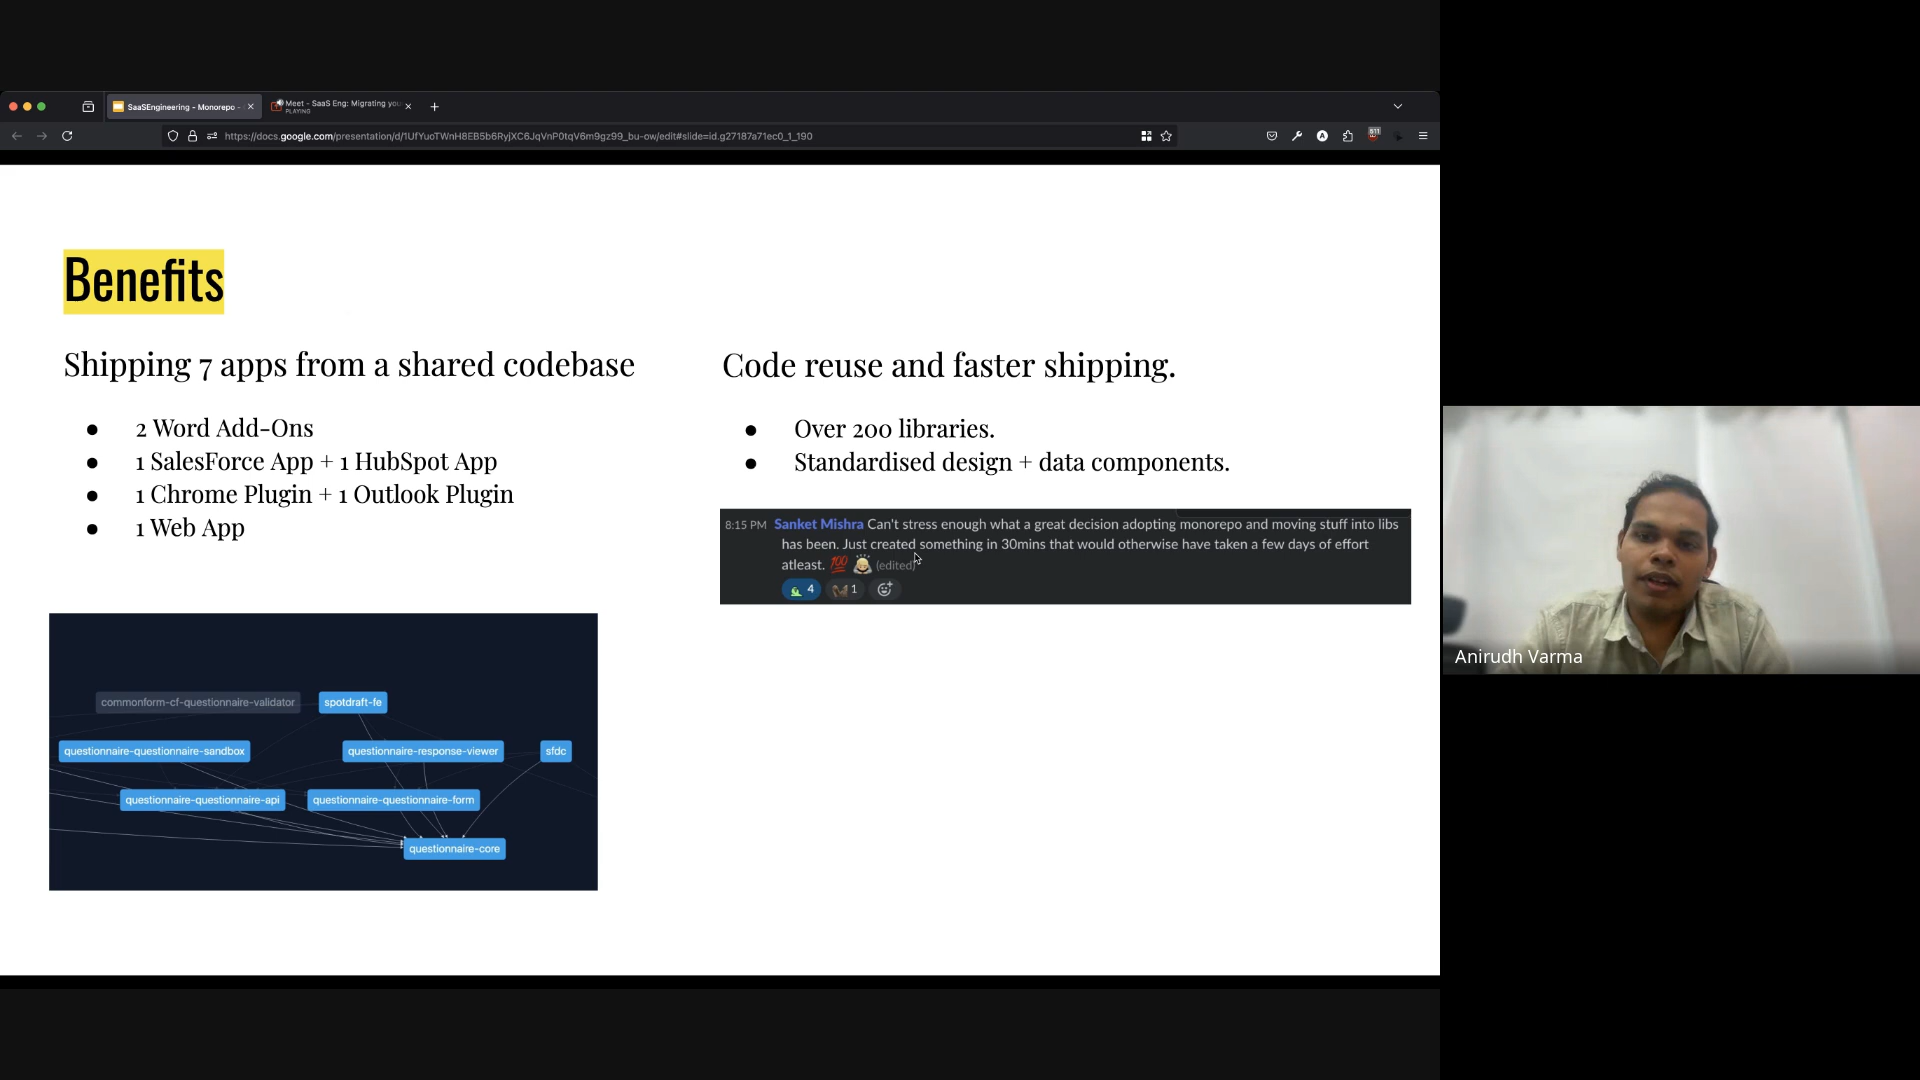 SaaSEngineering - Monorepo -
Meet - SaaS Eng: Migrating you
PLAYING
https://docs.google.com/presentation/d/1UfYuoTWnH8EB5b6RyjXC6JqVnP0tqV6m9gz99_bu-ow/edit#slide=id.g27187a71ec0_1_190
811
Benefits
Shipping 7 apps from a shared codebase
● 2 Word Add-Ons
● 1 SalesForce App + 1 HubSpot App
● 1 Chrome Plugin + 1 Outlook Plugin
● 1 Web App
commonform-cf-questionnaire-validator
spotdraft-fe
questionnaire-questionnaire-sandbox
questionnaire-response-viewer
sfdc
questionnaire-questionnaire-api
questionnaire-questionnaire-form
questionnaire-core
Code reuse and faster shipping.
● Over 200 libraries.
● Standardised design + data components.
8:15 PM Sanket Mishra Can't stress enough what a great decision adopting monorepo and moving stuff into libs
has been. Just created something in 30mins that would otherwise have taken a few days of effort
atleast. 💯 (edited)
4 1
Anirudh Varma